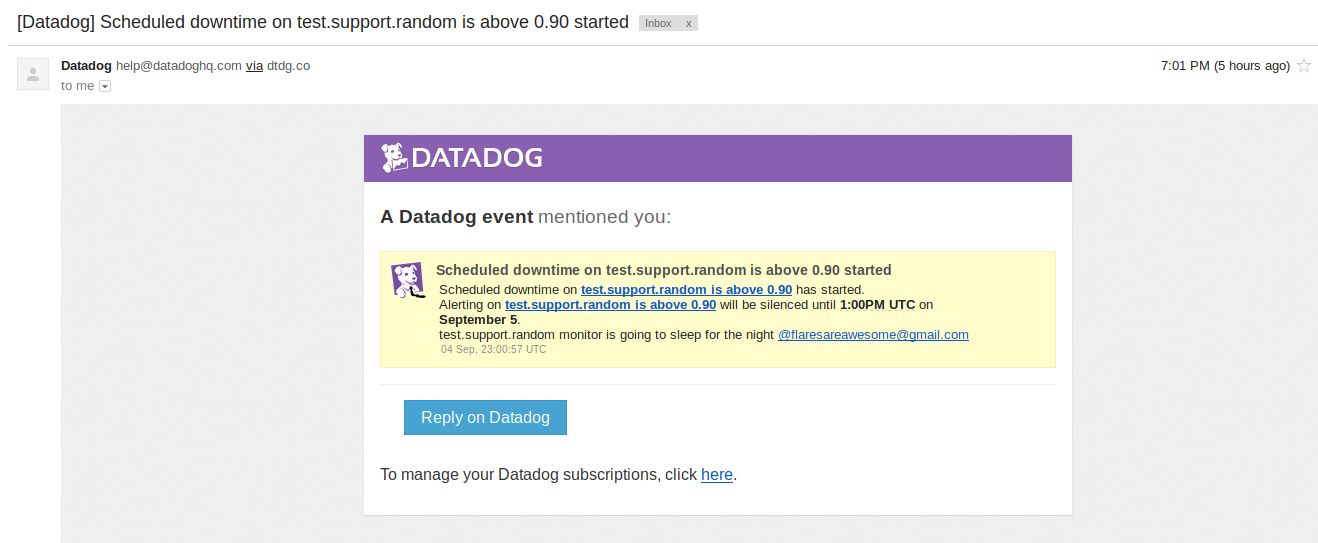 [Datadog] Scheduled downtime on test.support.random is above 0.90 started Inbox x
Datadog help@datadoghq.com via dtdg.co 7:01 PM (5 hours ago)
to me
DATADOG
A Datadog event mentioned you:
Scheduled downtime on test.support.random is above 0.90 started
Scheduled downtime on test.support.random is above 0.90 has started.
Alerting on test.support.random is above 0.90 will be silenced until 1:00PM UTC on
September 5.
test.support.random monitor is going to sleep for the night @flaresareawesome@gmail.com
04 Sep, 23:00:57 UTC
Reply on Datadog
To manage your Datadog subscriptions, click here.